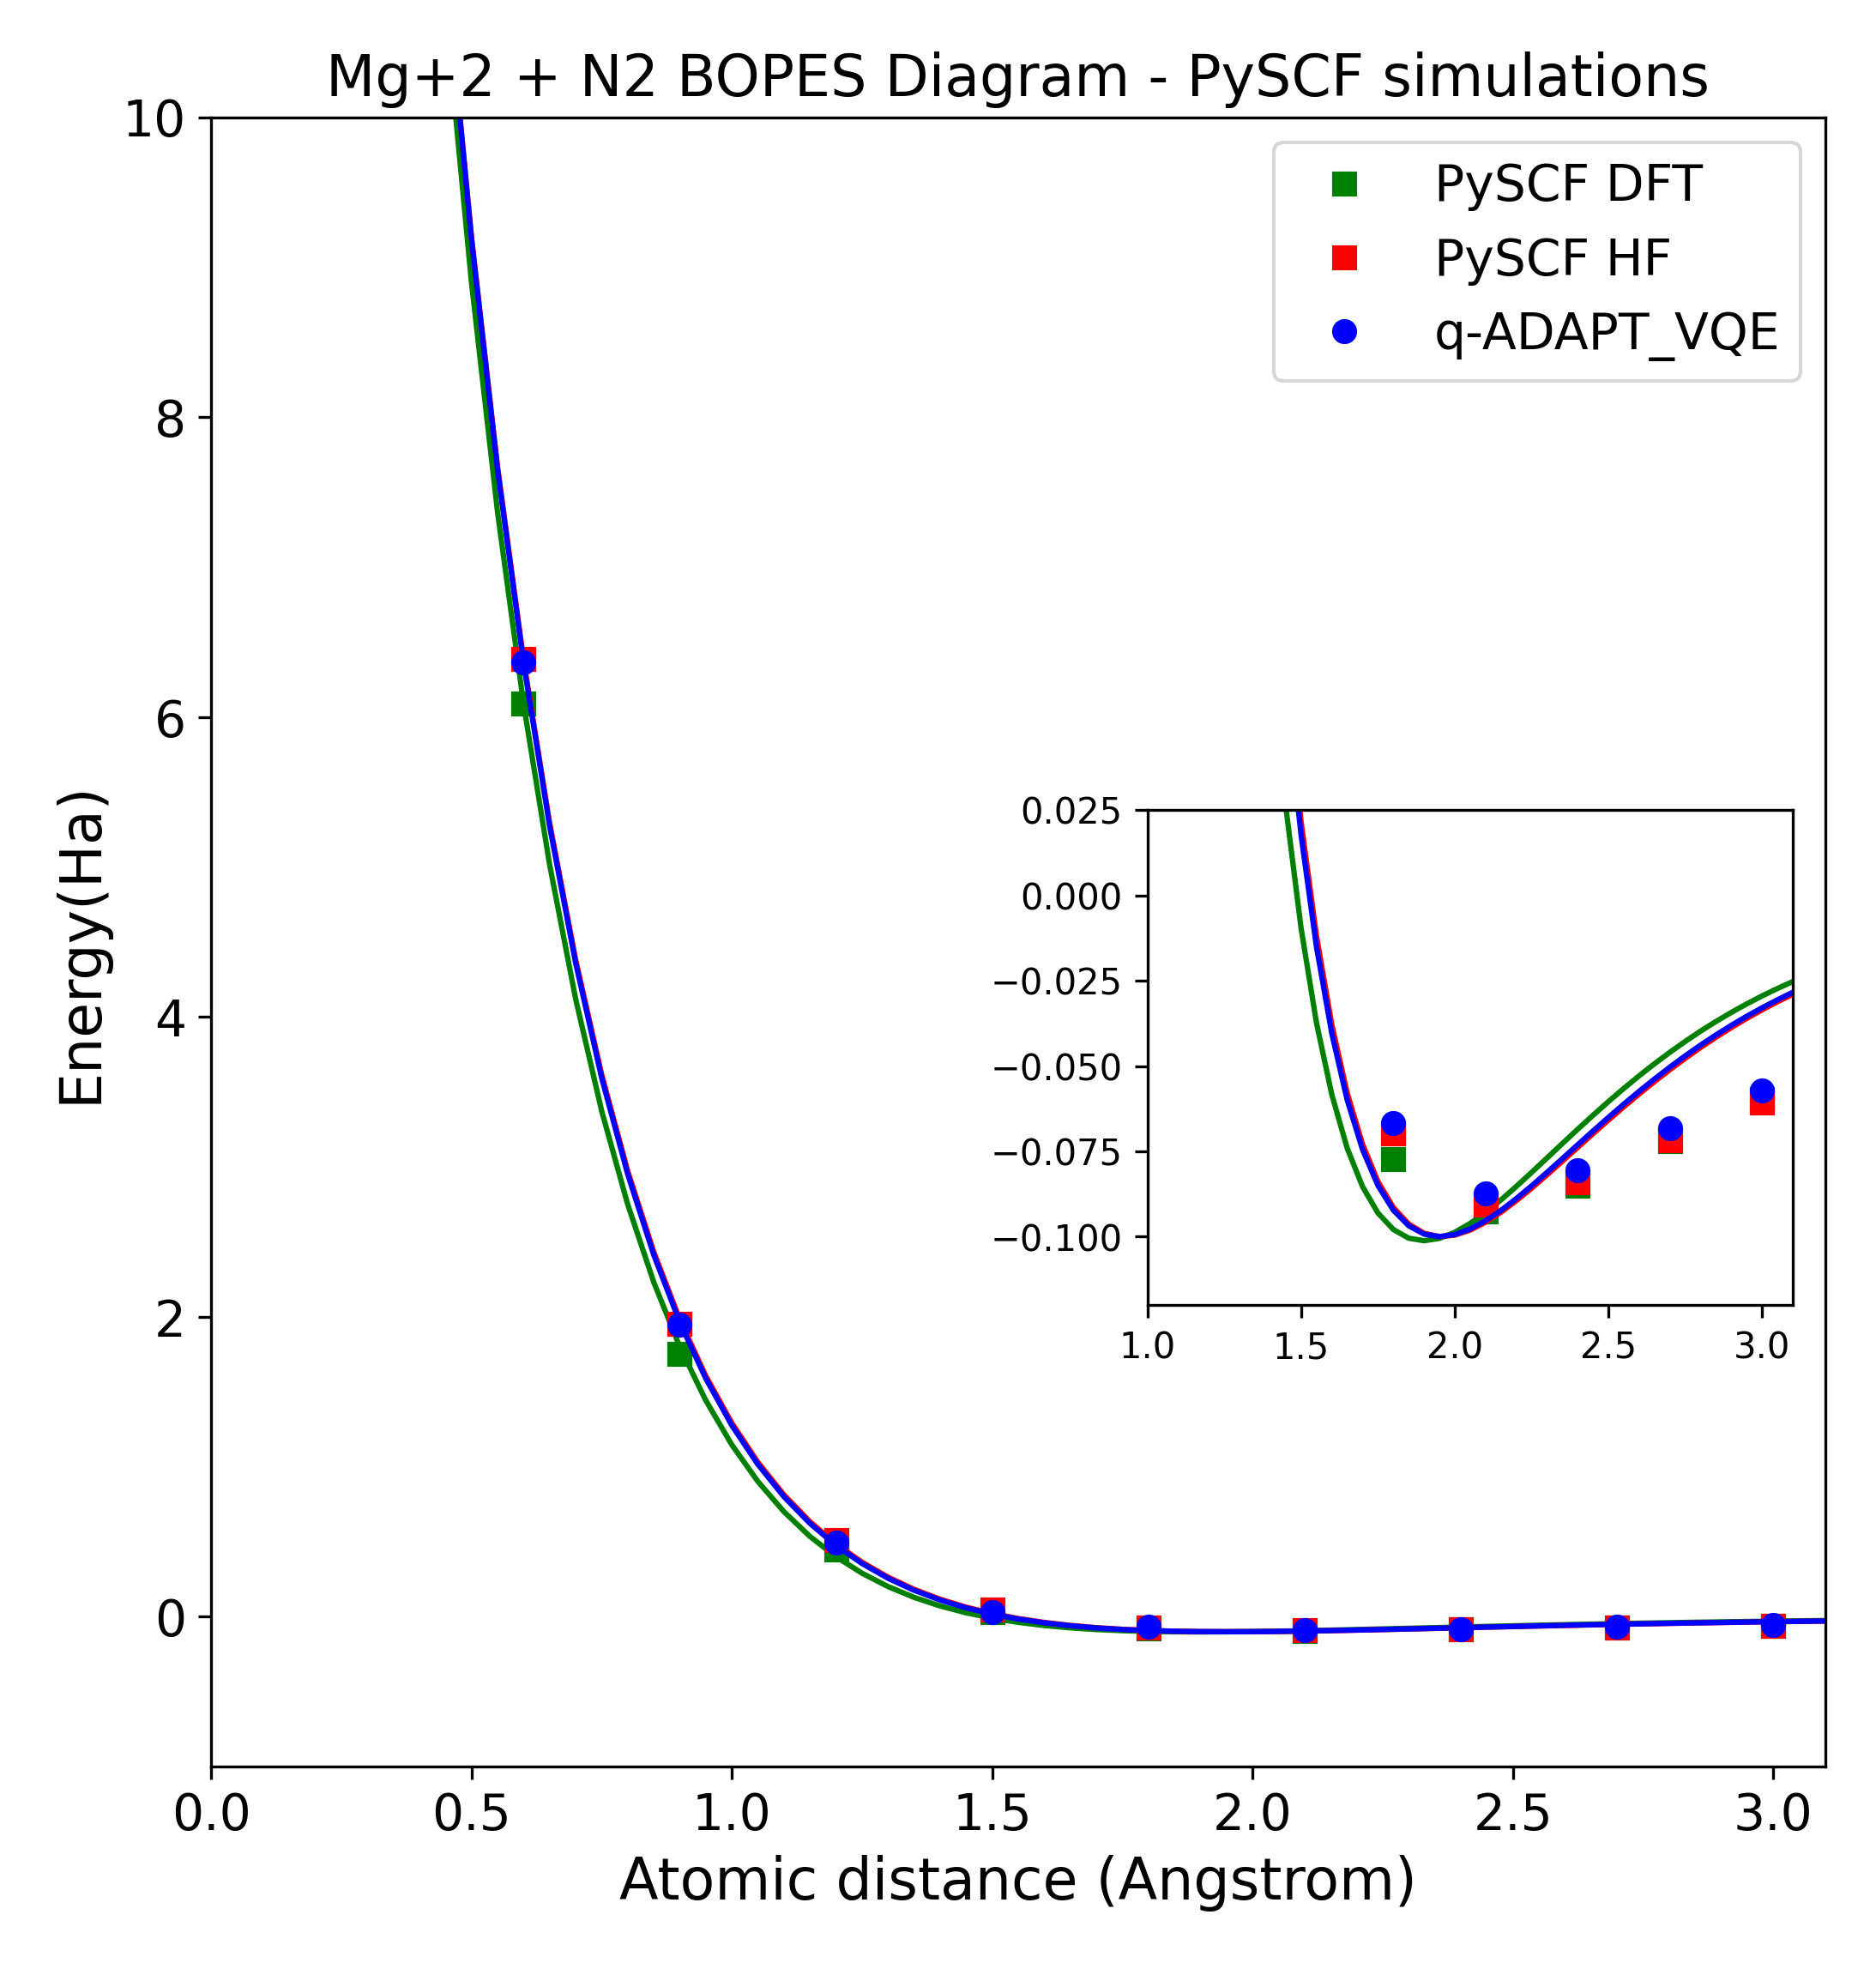 Mg+2 + N2 BOPES Diagram - PySCF simulations
10
8
6
4
2
0
Energy(Ha)
PySCF DFT
PySCF HF
q-ADAPT_VQE
0.025
0.000
−0.025
−0.050
−0.075
−0.100
1.0 1.5 2.0 2.5 3.0
0.0 0.5 1.0 1.5 2.0 2.5 3.0
Atomic distance (Angstrom)